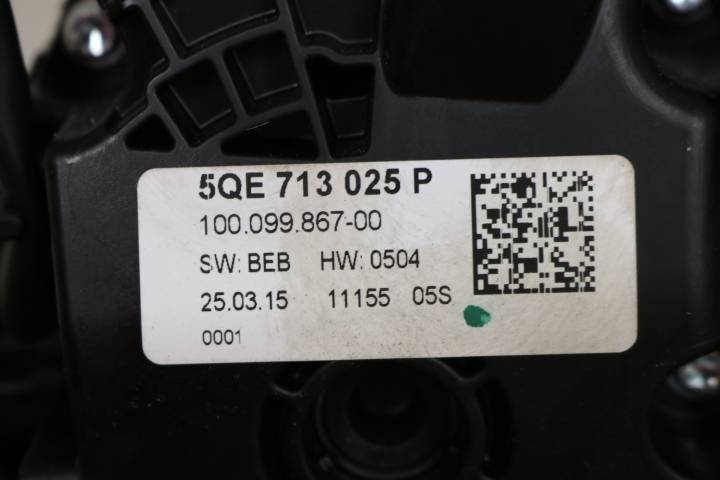 5QE 713 025 P
100.099.867-00
SW: BEB HW: 0504
25.03.15 11155 05S
0001